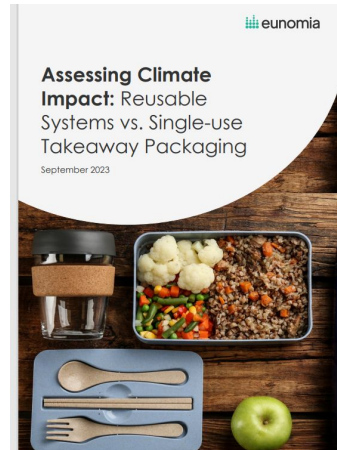 eunomia
Assessing Climate
Impact: Reusable
Systems vs. Single-use
Takeaway Packaging
September 2023